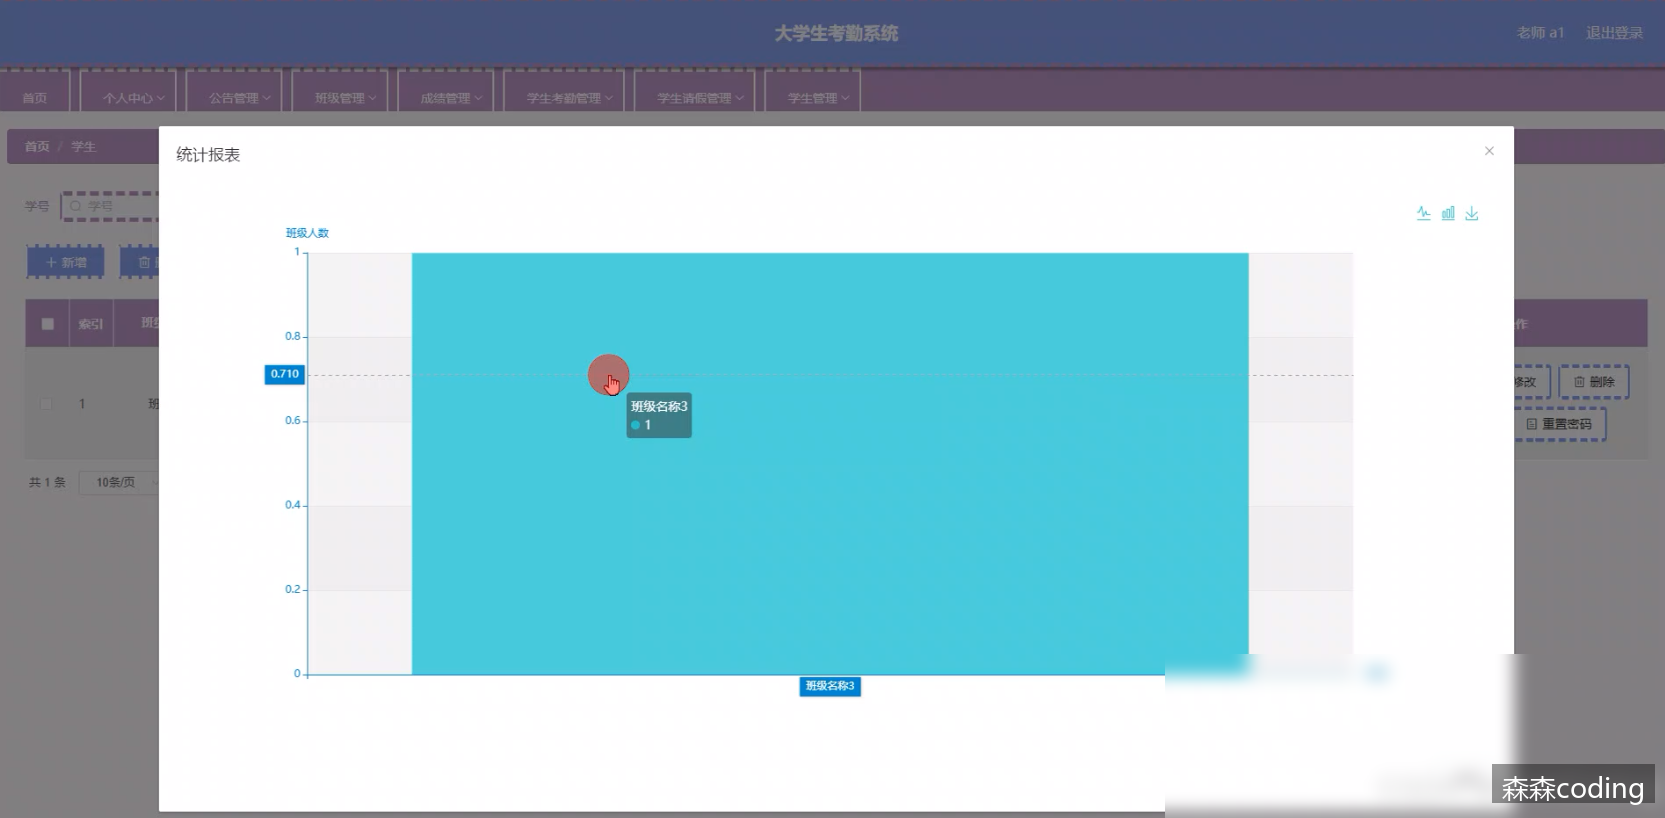 大学生考勤系统
老师 a1 退出登录
首页 个人中心 公告管理 班级管理 成绩管理 学生考勤管理 学生请假管理 学生管理
首页 / 学生
统计报表
学号 学号
班级人数
+ 新增
1
索引 班级
作
0.8
0.710
修改 删除
班级名称3
1
1
班
0.6
重置密码
共 1 条 10条/页
0.4
0.2
0
班级名称3
森森coding